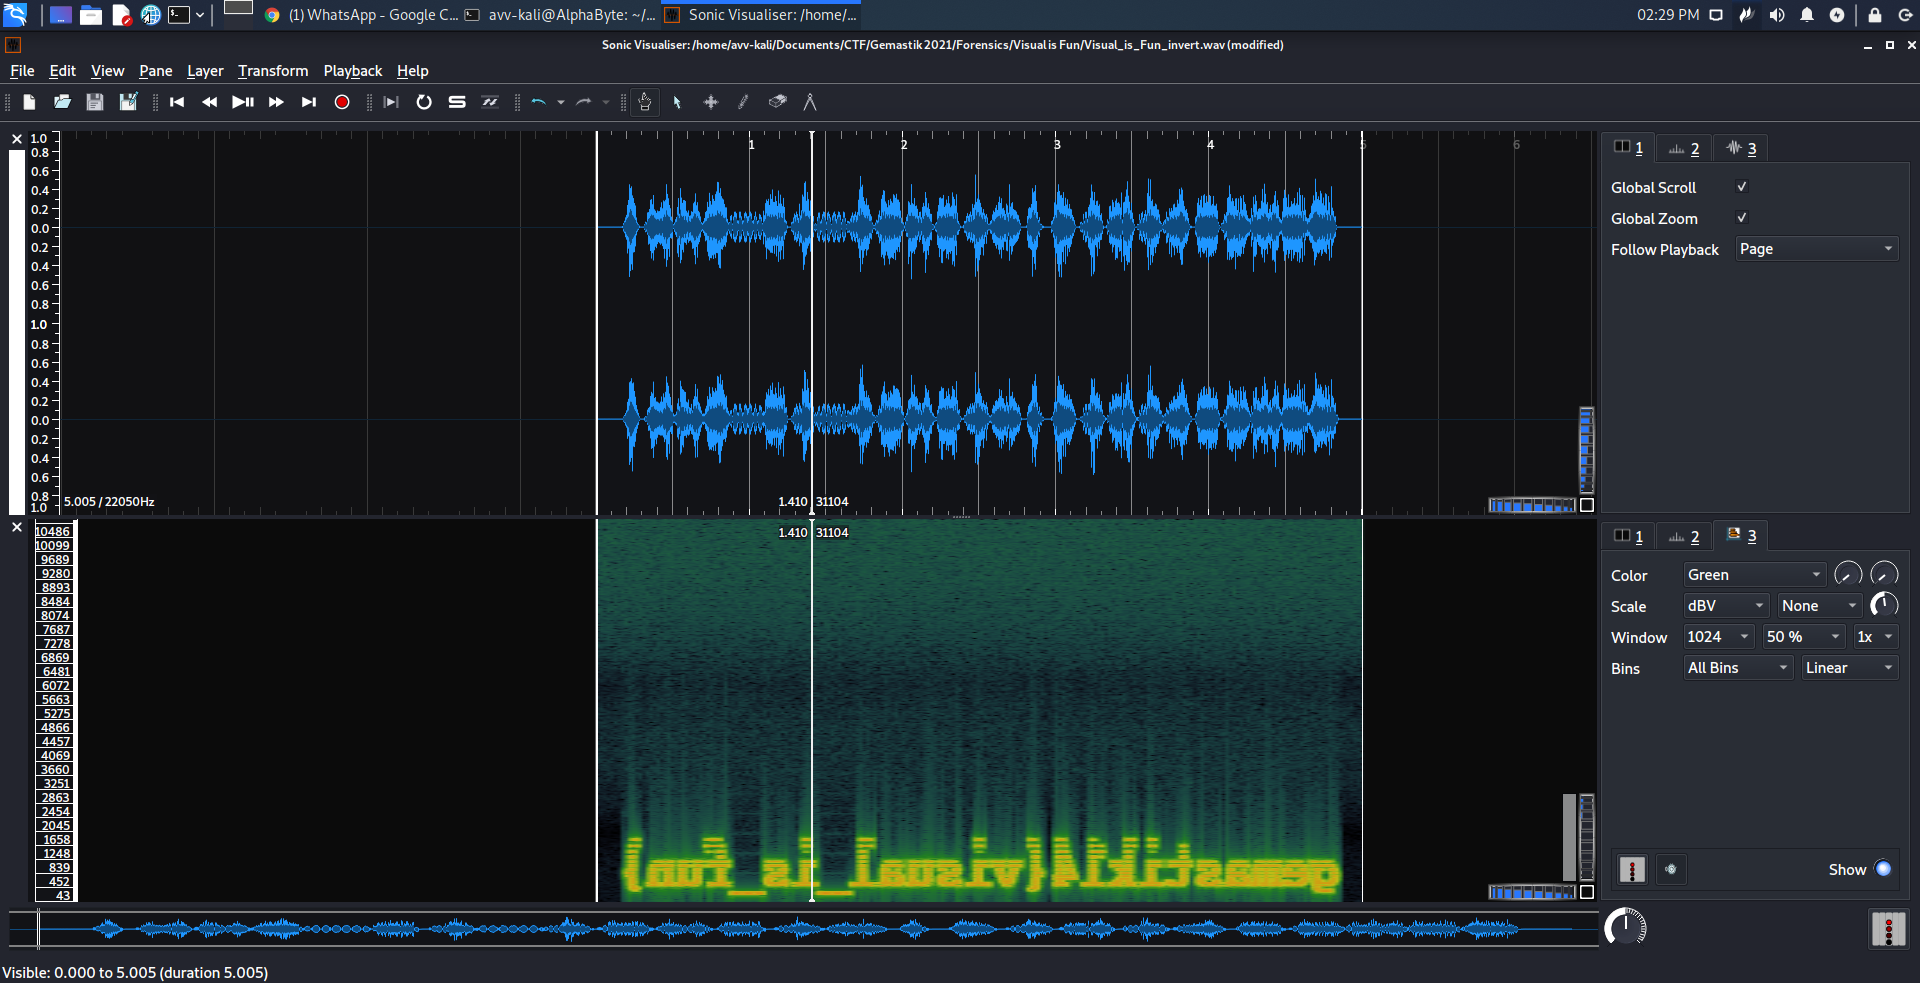 (1) WhatsApp - Google C...
avv-kali@AlphaByte: ~/...
Sonic Visualiser: /home/...
02:29 PM
Sonic Visualiser: /home/avv-kali/Documents/CTF/Gemastik 2021/Forensics/Visual is Fun/Visual_is_Fun_invert.wav (modified)
File Edit View Pane Layer Transform Playback Help
1.0
0.8
0.6
0.4
0.2
0.0
0.2
0.4
0.6
0.8
1.0
0.8
0.6
0.4
0.2
0.0
0.2
0.4
0.6
0.8
1.0
1 2 3 4 5 6
5.005 / 22050Hz
1.410 31104
1 2 3
Global Scroll
Global Zoom
Follow Playback Page
1.410 31104
10486
10099
9689
9280
8893
8484
8074
7687
7278
6869
6481
6072
5663
5275
4866
4457
4069
3660
3251
2863
2454
2045
1658
1248
839
452
43
gemastik14{visual_is_fun}
1 2 3
Color Green
Scale dBV None
Window 1024 50 % 1x
Bins All Bins Linear
Show
Visible: 0.000 to 5.005 (duration 5.005)